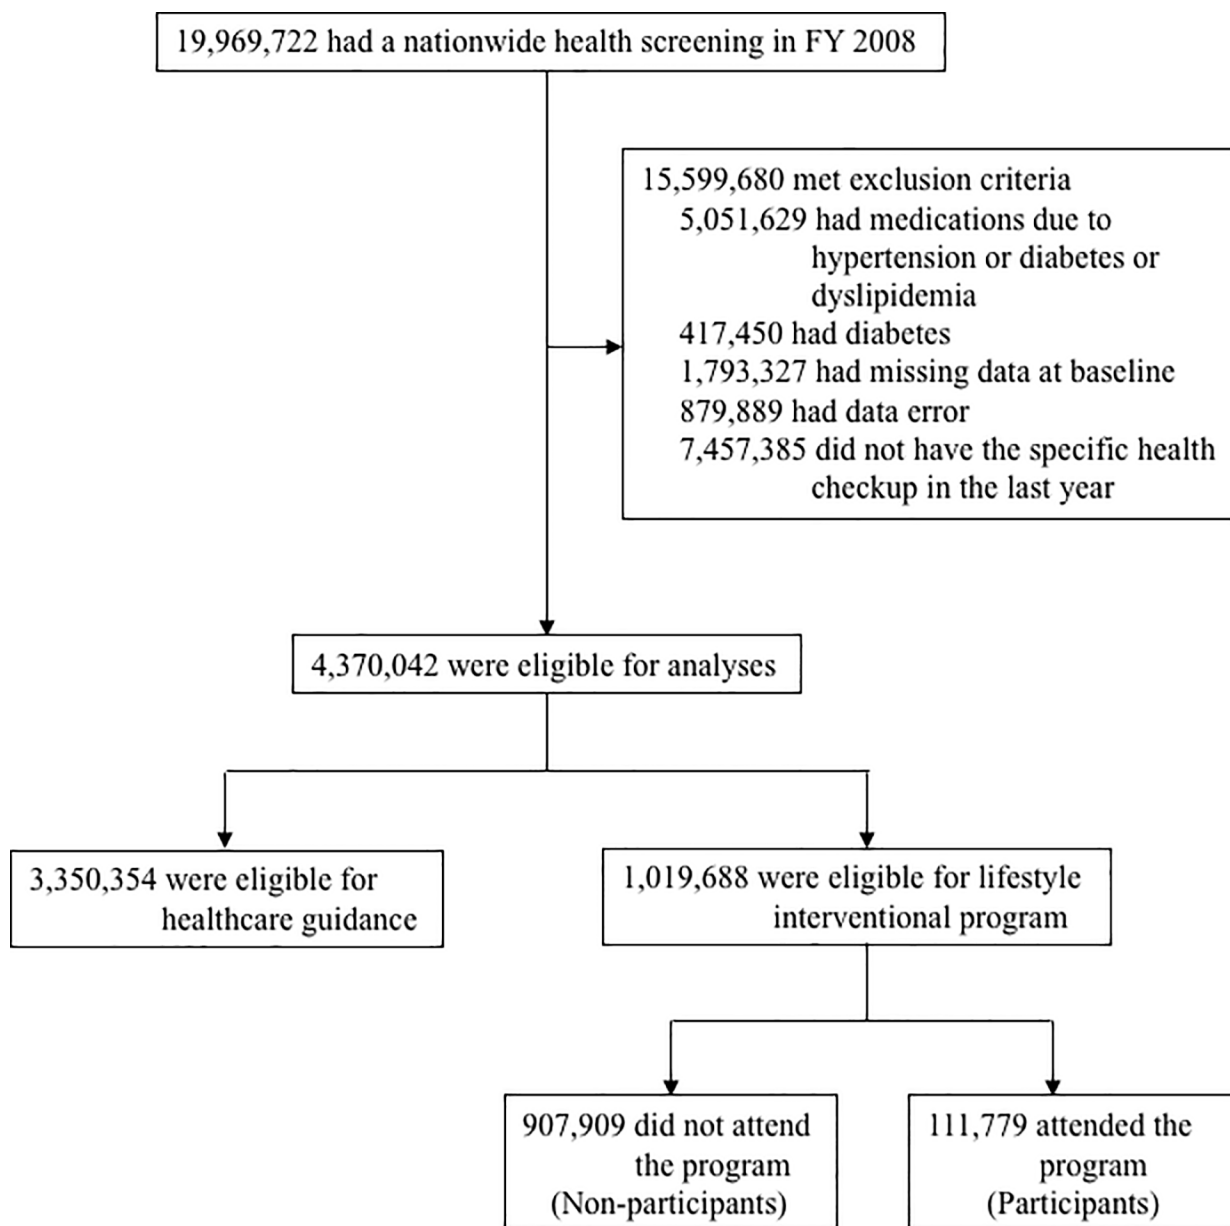 19,969,722 had a nationwide health screening in FY 2008
15,599,680 met exclusion criteria
5,051,629 had medications due to
hypertension or diabetes or
dyslipidemia
417,450 had diabetes
1,793,327 had missing data at baseline
879,889 had data error
7,457,385 did not have the specific health
checkup in the last year
4,370,042 were eligible for analyses
3,350,354 were eligible for
healthcare guidance
1,019,688 were eligible for lifestyle
interventional program
907,909 did not attend
the program
(Non-participants)
111,779 attended the
program
(Participants)